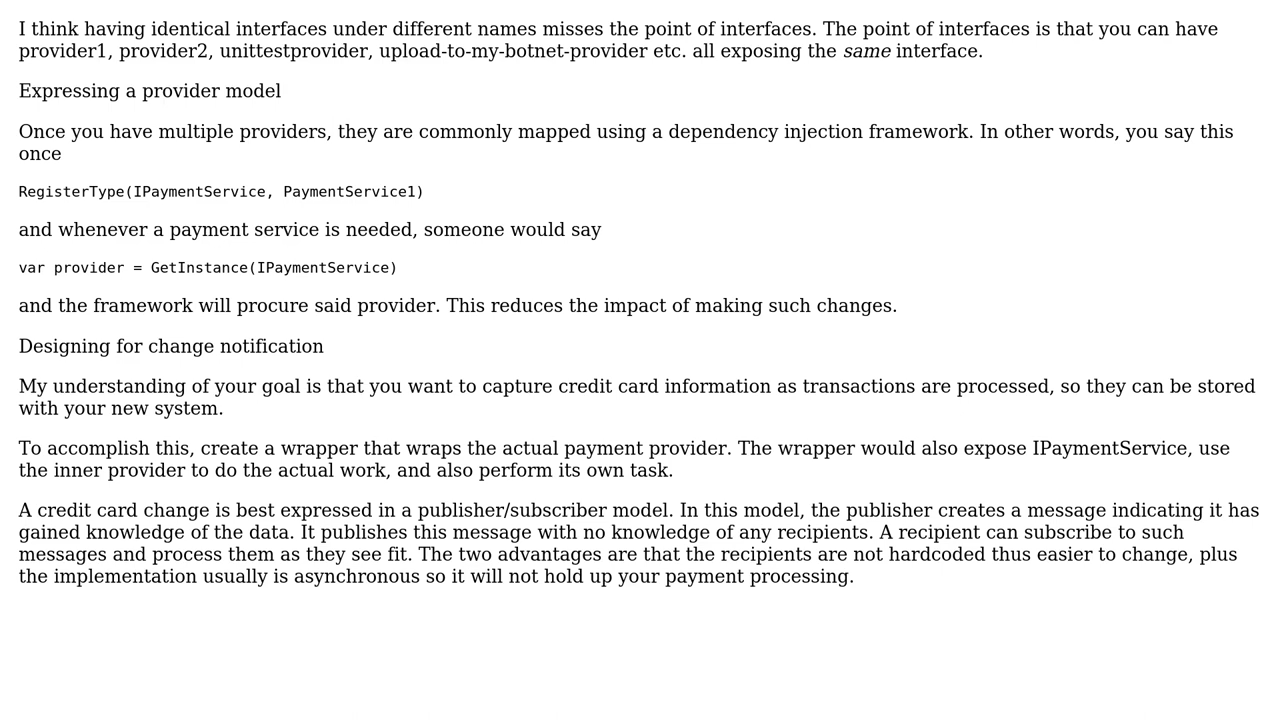 I think having identical interfaces under different names misses the point of interfaces. The point of interfaces is that you can have
provider1, provider2, unittestprovider, upload-to-my-botnet-provider etc. all exposing the same interface.
Expressing a provider model
Once you have multiple providers, they are commonly mapped using a dependency injection framework. In other words, you say this
once
RegisterType(IPaymentService, PaymentService1)
and whenever a payment service is needed, someone would say
var provider = GetInstance(IPaymentService)
and the framework will procure said provider. This reduces the impact of making such changes.
Designing for change notification
My understanding of your goal is that you want to capture credit card information as transactions are processed, so they can be stored
with your new system.
To accomplish this, create a wrapper that wraps the actual payment provider. The wrapper would also expose IPaymentService, use
the inner provider to do the actual work, and also perform its own task.
A credit card change is best expressed in a publisher/subscriber model. In this model, the publisher creates a message indicating it has
gained knowledge of the data. It publishes this message with no knowledge of any recipients. A recipient can subscribe to such
messages and process them as they see fit. The two advantages are that the recipients are not hardcoded thus easier to change, plus
the implementation usually is asynchronous so it will not hold up your payment processing.